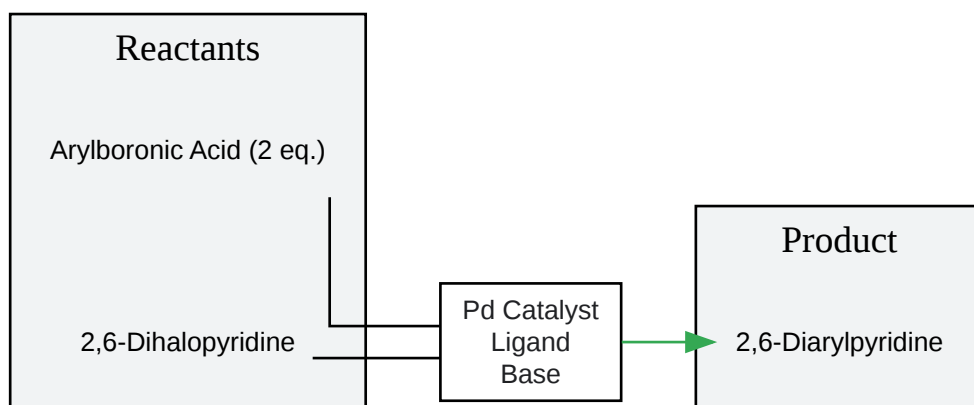 Reactants
Arylboronic Acid (2 eq.)
2,6-Dihalopyridine
Pd Catalyst
Ligand
Base
Product
2,6-Diarylpyridine